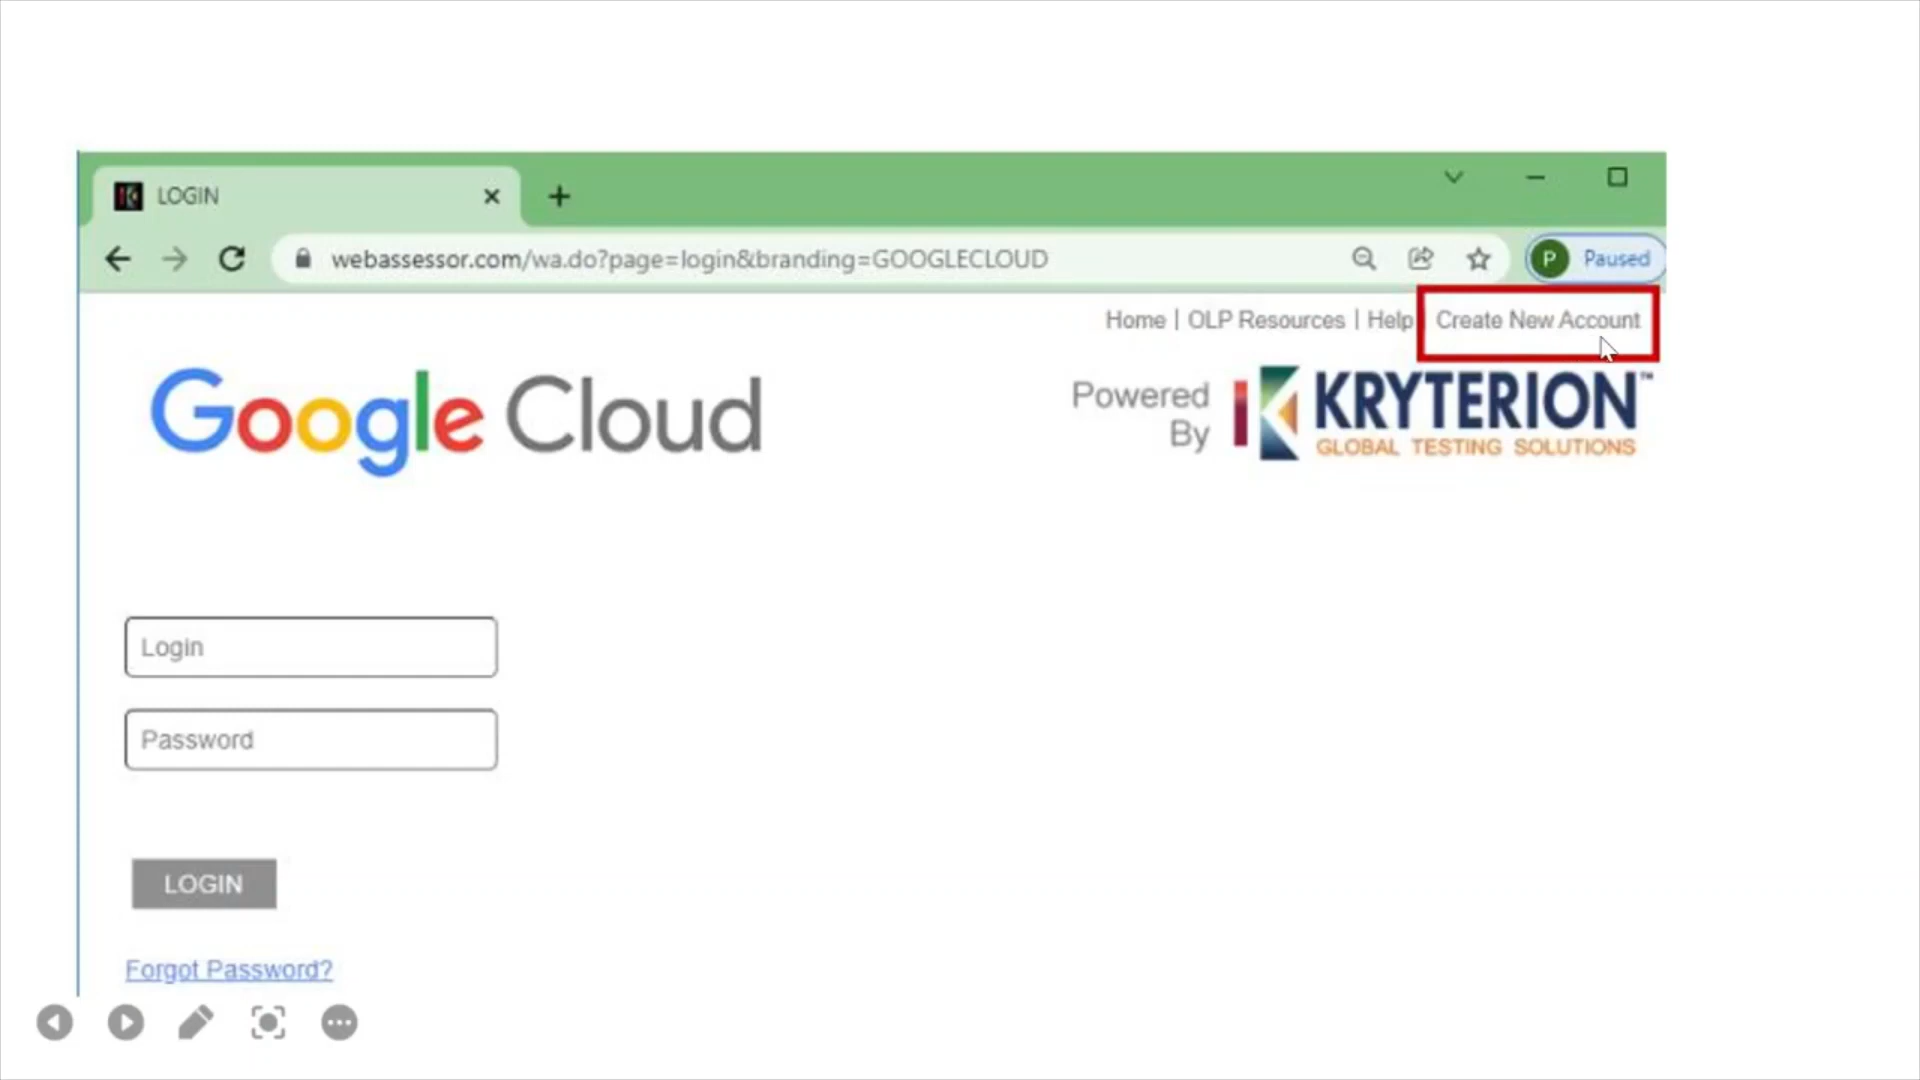 LOGIN
webassessor.com/wa.do?page=login&branding=GOOGLECLOUD
P Paused
Home | OLP Resources | Help Create New Account
Google Cloud
Powered By
KRYTERION™
GLOBAL TESTING SOLUTIONS
Login
Password
LOGIN
Forgot Password?